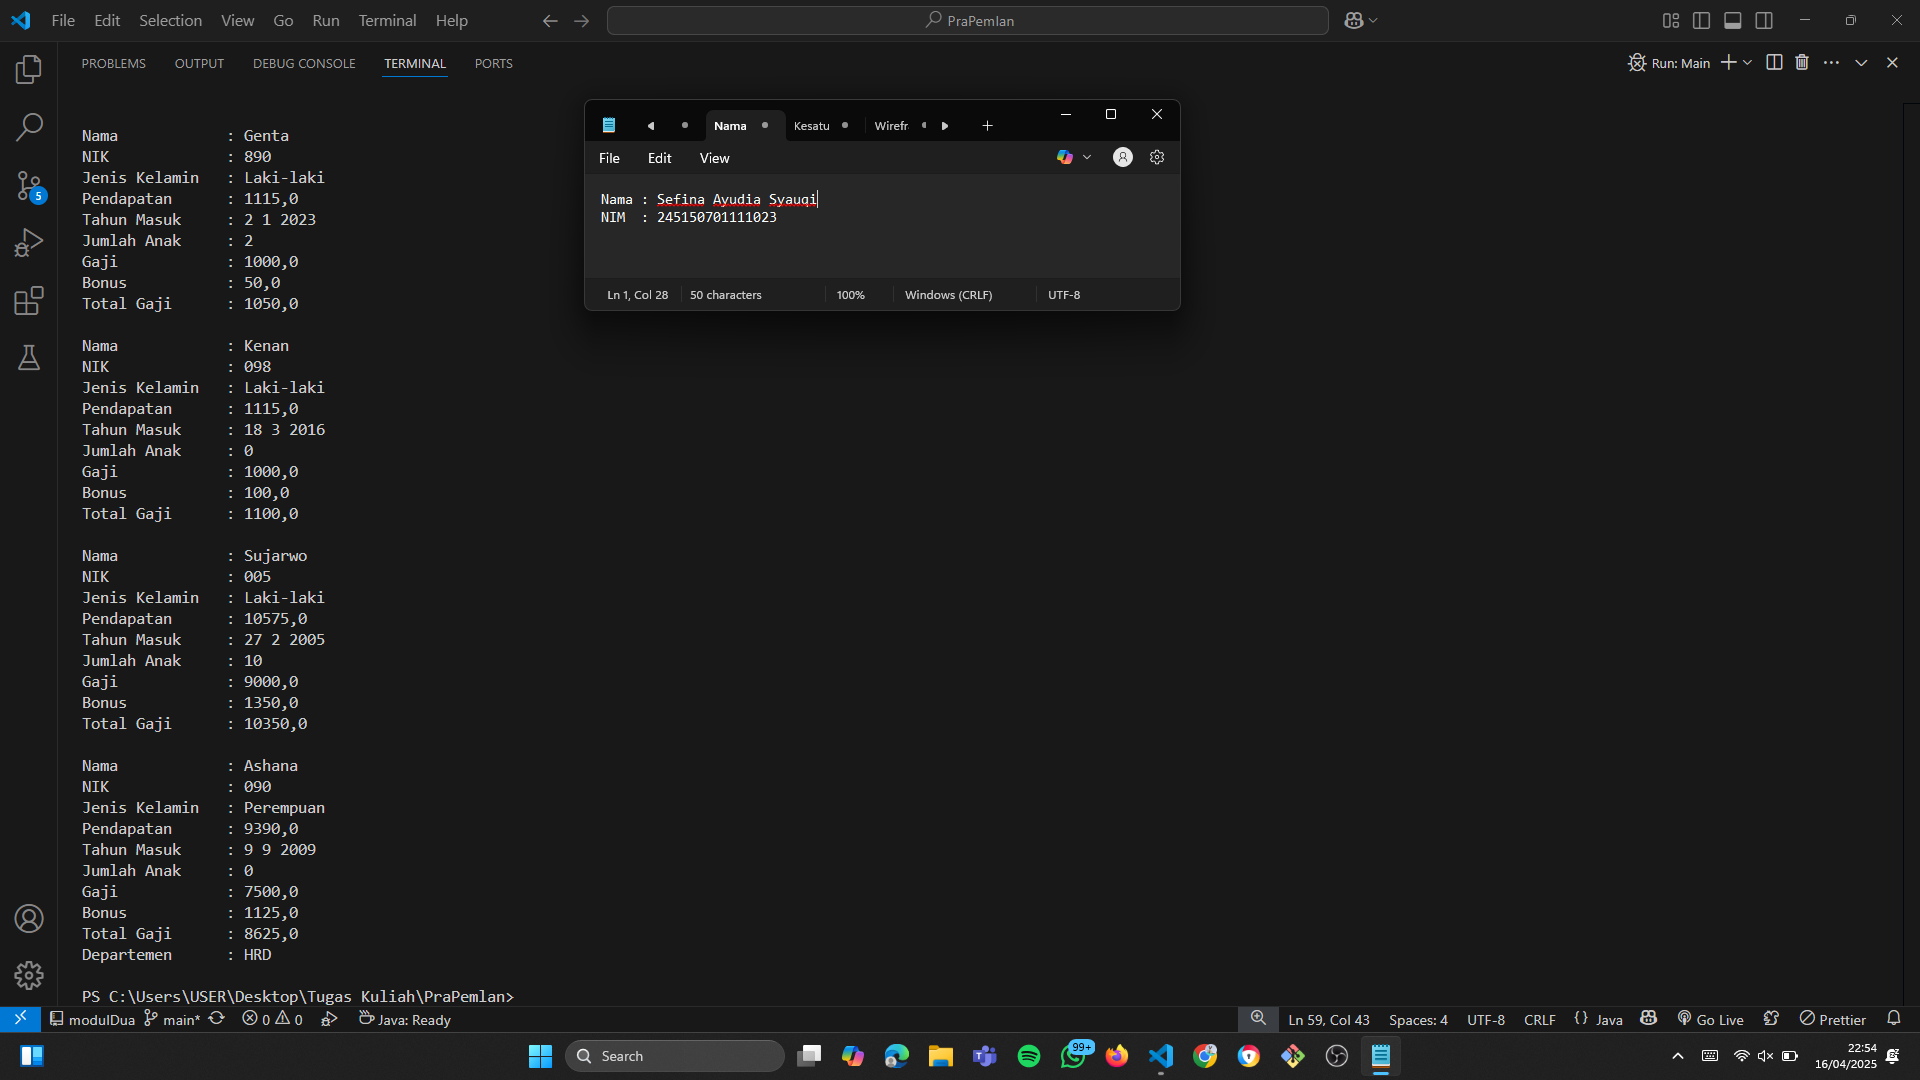 File Edit Selection View Go Run Terminal Help
PraPemlan
PROBLEMS OUTPUT DEBUG CONSOLE TERMINAL PORTS
Run: Main
5
Nama : Genta
NIK : 890
Jenis Kelamin : Laki-laki
Pendapatan : 1115,0
Tahun Masuk : 2 1 2023
Jumlah Anak : 2
Gaji : 1000,0
Bonus : 50,0
Total Gaji : 1050,0
Nama : Kenan
NIK : 098
Jenis Kelamin : Laki-laki
Pendapatan : 1115,0
Tahun Masuk : 18 3 2016
Jumlah Anak : 0
Gaji : 1000,0
Bonus : 100,0
Total Gaji : 1100,0
Nama : Sujarwo
NIK : 005
Jenis Kelamin : Laki-laki
Pendapatan : 10575,0
Tahun Masuk : 27 2 2005
Jumlah Anak : 10
Gaji : 9000,0
Bonus : 1350,0
Total Gaji : 10350,0
Nama : Ashana
NIK : 090
Jenis Kelamin : Perempuan
Pendapatan : 9390,0
Tahun Masuk : 9 9 2009
Jumlah Anak : 0
Gaji : 7500,0
Bonus : 1125,0
Total Gaji : 8625,0
Departemen : HRD
PS C:\Users\USER\Desktop\Tugas Kuliah\PraPemlan>
Nama Kesatu Wirefr
File Edit View
Nama : Sefina Ayudia Syauqi
NIM : 245150701111023
Ln 1, Col 28 50 characters 100% Windows (CRLF) UTF-8
modulDua main* 0 0 Java: Ready
Ln 59, Col 43 Spaces: 4 UTF-8 CRLF {} Java Go Live Prettier
Search
99+
22:54
16/04/2025